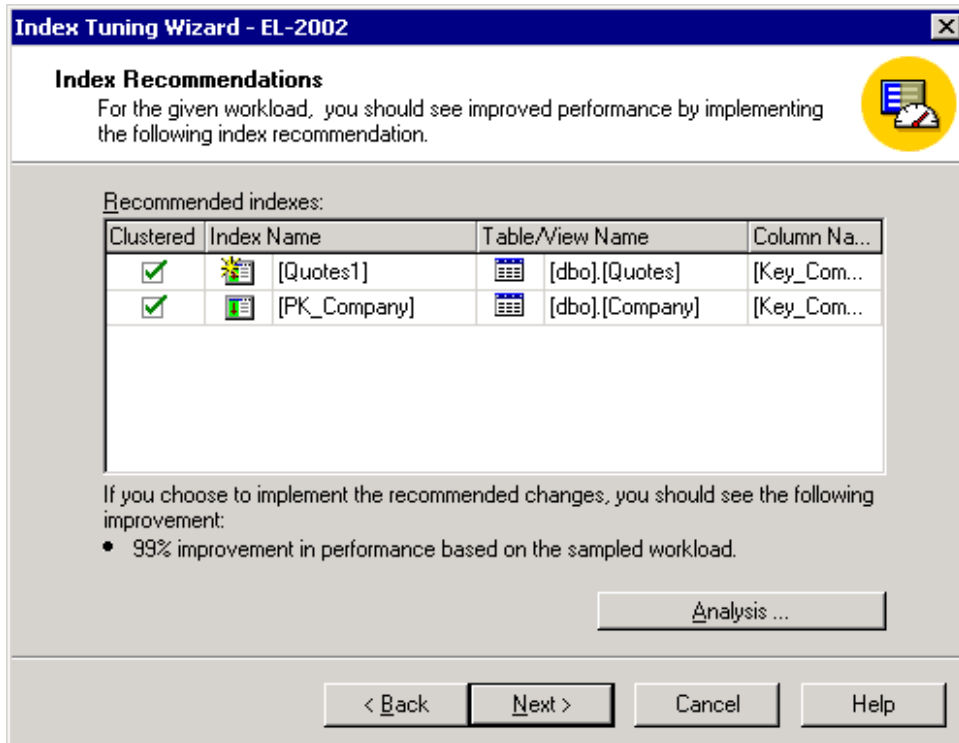 Index Tuning Wizard - EL-2002
Index Recommendations
For the given workload, you should see improved performance by implementing
the following index recommendation.
Recommended indexes:
Clustered Index Name Table/View Name Column Na...
[Quotes1] [dbo].[Quotes] [Key_Com...
[PK_Company] [dbo].[Company] [Key_Com...
If you choose to implement the recommended changes, you should see the following
improvement:
• 99% improvement in performance based on the sampled workload.
Analysis ...
< Back Next > Cancel Help